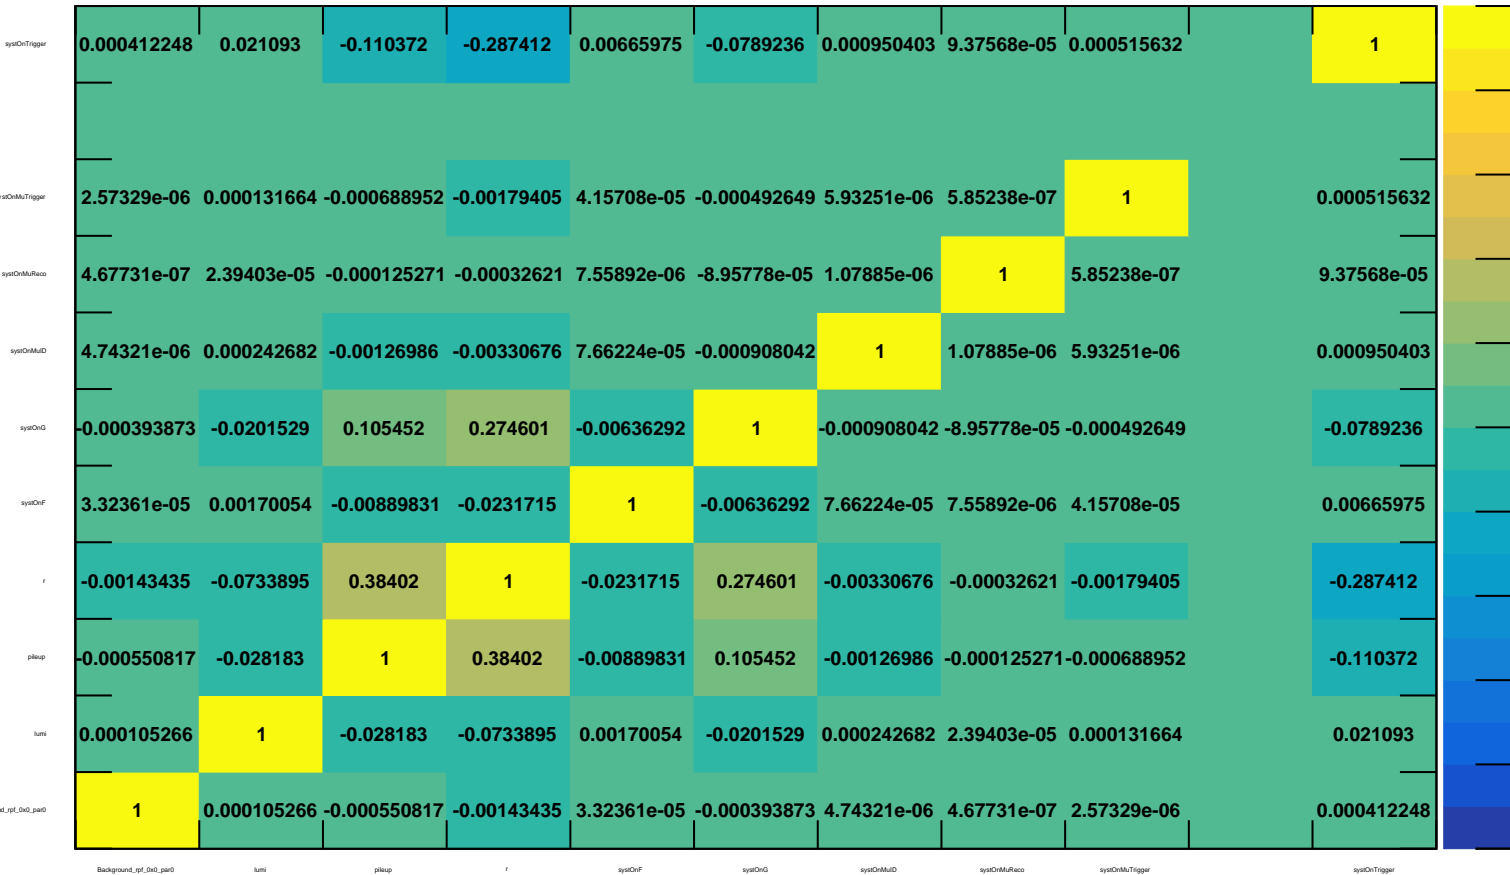 systOnTrigger 0.000412248 0.021093 -0.110372 -0.287412 0.00665975 -0.0789236 0.000950403 9.37568e-05 0.000515632 1
stOnMuTrigger 2.57329e-06 0.000131664 -0.000688952 -0.00179405 4.15708e-05 -0.000492649 5.93251e-06 5.85238e-07 1 0.000515632
systOnMuReco 4.67731e-07 2.39403e-05 -0.000125271 -0.00032621 7.55892e-06 -8.95778e-05 1.07885e-06 1 5.85238e-07 9.37568e-05
systOnMuID 4.74321e-06 0.000242682 -0.00126986 -0.00330676 7.66224e-05 -0.000908042 1 1.07885e-06 5.93251e-06 0.000950403
systOnG -0.000393873 -0.0201529 0.105452 0.274601 -0.00636292 1 -0.000908042 -8.95778e-05 -0.000492649 -0.0789236
systOnF 3.32361e-05 0.00170054 -0.00889831 -0.0231715 1 -0.00636292 7.66224e-05 7.55892e-06 4.15708e-05 0.00665975
r -0.00143435 -0.0733895 0.38402 1 -0.0231715 0.274601 -0.00330676 -0.00032621 -0.00179405 -0.287412
pileup -0.000550817 -0.028183 1 0.38402 -0.00889831 0.105452 -0.00126986 -0.000125271 -0.000688952 -0.110372
lumi 0.000105266 1 -0.028183 -0.0733895 0.00170054 -0.0201529 0.000242682 2.39403e-05 0.000131664 0.021093
d_rpf_0x0_par0 1 0.000105266 -0.000550817 -0.00143435 3.32361e-05 -0.000393873 4.74321e-06 4.67731e-07 2.57329e-06 0.000412248
Background_rpf_0x0_par0 lumi pileup r systOnF systOnG systOnMuID systOnMuReco systOnMuTrigger systOnTrigger